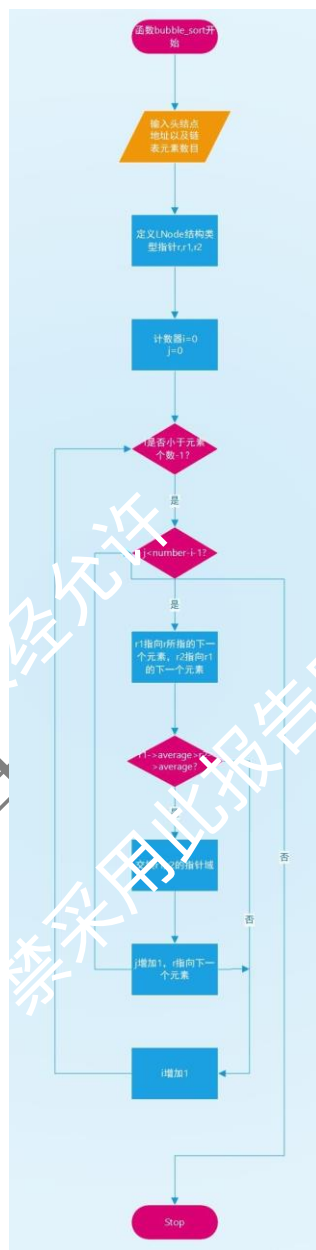 函数bubble_sort开
始
输入头结点
地址以及链
表元素数目
定义LNode结构类
型指针r,r1,r2
计数器i=0
j=0
i是否小于元素
个数-1?
是
j<number-i-1?
是
r1指向r所指的下一
个元素，r2指向r1
的下一个元素
>average?
否
否
j增加1，r指向下一
个元素
i增加1
Stop
经允许
禁采用此报告